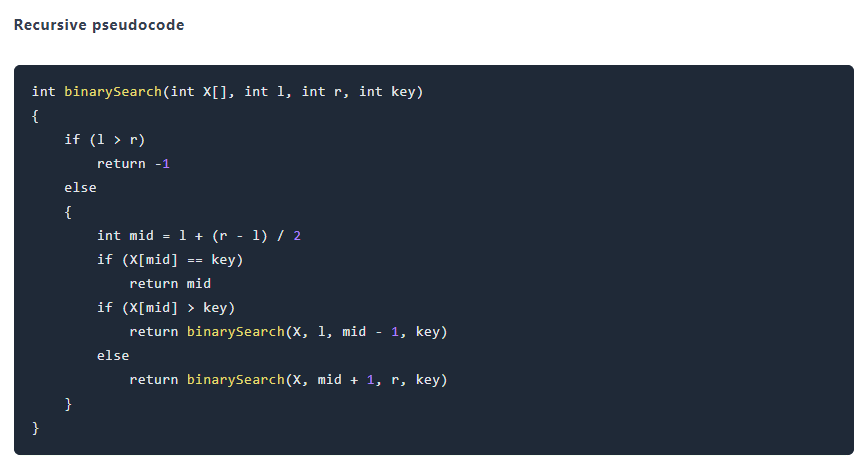 Recursive pseudocode
int binarySearch(int X[], int l, int r, int key)
{
    if (l > r)
        return -1
    else
    {
        int mid = l + (r - l) / 2
        if (X[mid] == key)
            return mid
        if (X[mid] > key)
            return binarySearch(X, l, mid - 1, key)
        else
            return binarySearch(X, mid + 1, r, key)
    }
}